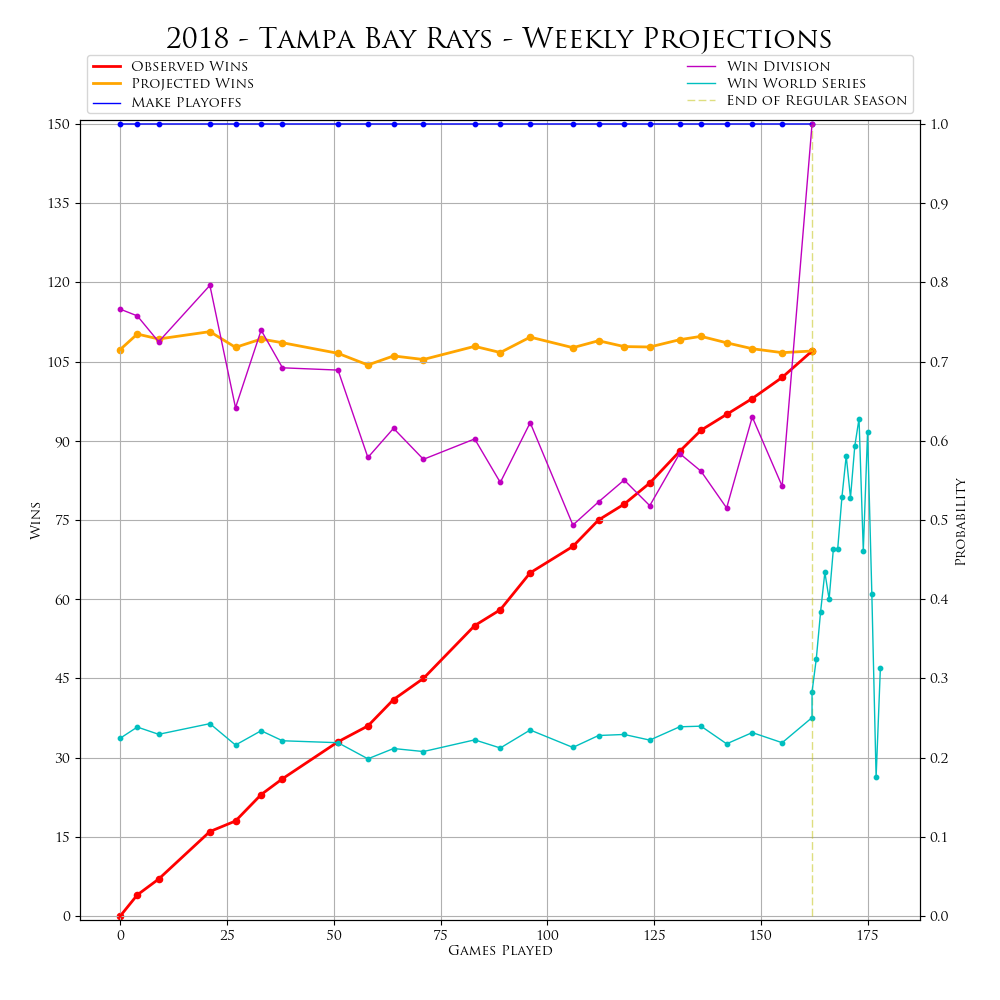 2018 - Tampa Bay Rays - Weekly Projections
Observed Wins
Projected Wins
Make Playoffs
Win Division
Win World Series
End of Regular Season
150
135
120
105
90
75
60
45
30
15
0
Wins
1.0
0.9
0.8
0.7
0.6
0.5
0.4
0.3
0.2
0.1
0.0
Probability
0 25 50 75 100 125 150 175
Games Played